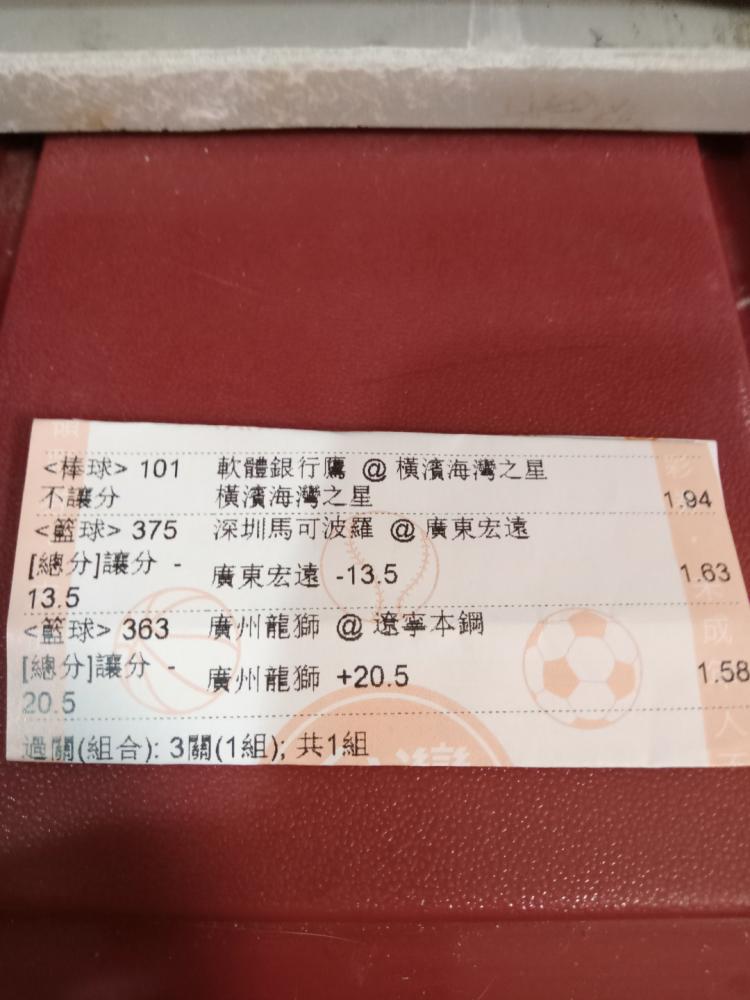 <棒球> 101 軟體銀行鷹 @ 橫濱海灣之星
不讓分 橫濱海灣之星 1.94
<籃球> 375 深圳馬可波羅 @ 廣東宏遠
[總分]讓分 - 廣東宏遠 -13.5 1.63
13.5
<籃球> 363 廣州龍獅 @ 遼寧本鋼
[總分]讓分 - 廣州龍獅 +20.5 1.58
20.5
過關(組合): 3關(1組); 共1組